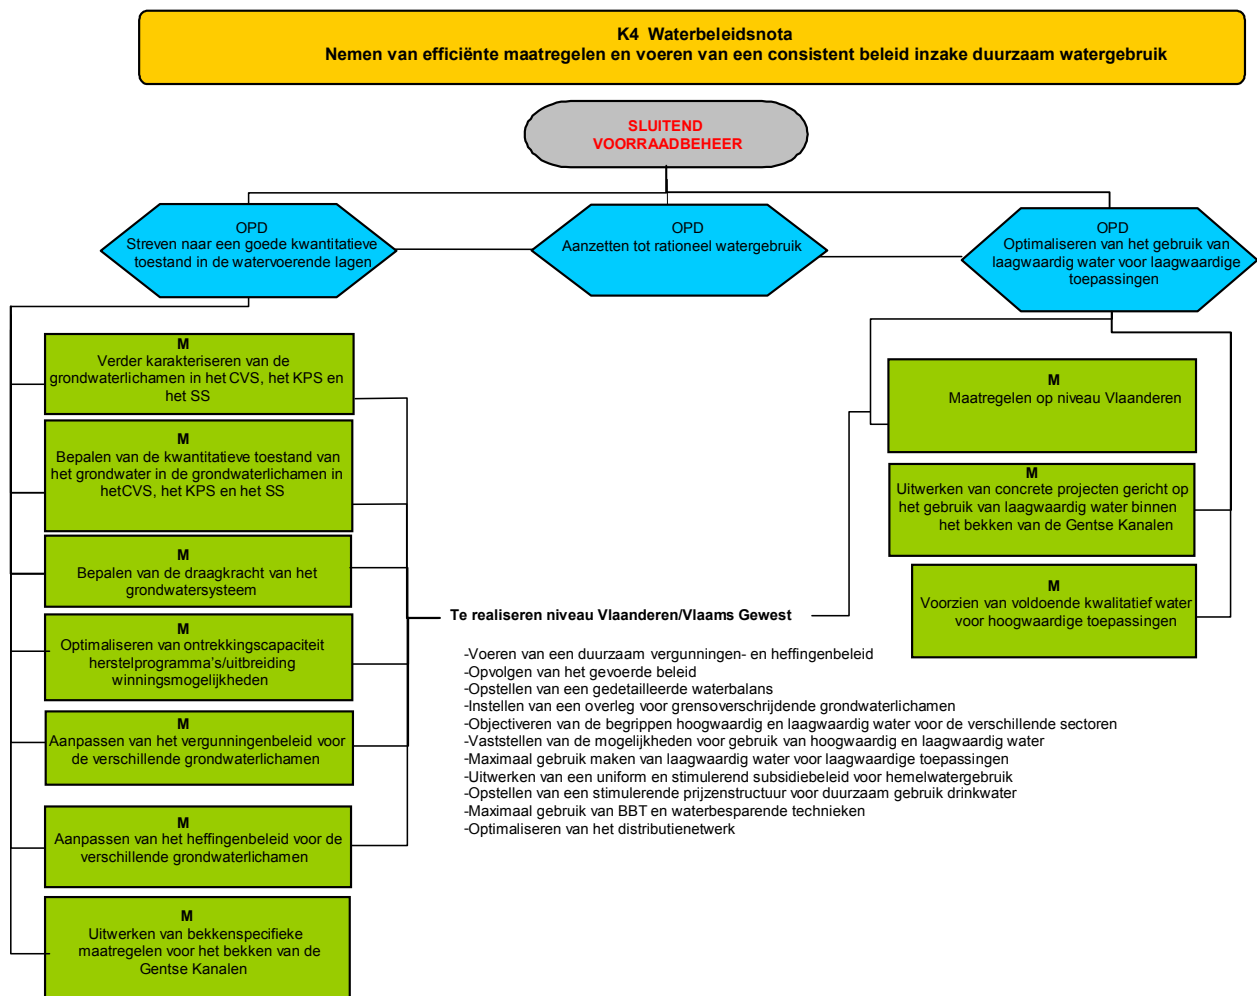 K4 Waterbeleidsnota
Nemen van efficiënte maatregelen en voeren van een consistent beleid inzake duurzaam watergebruik
SLUITEND
VOORRAADBEHEER
OPD
Streven naar een goede kwantitatieve
toestand in de watervoerende lagen
OPD
Aanzetten tot rationeel watergebruik
OPD
Optimaliseren van het gebruik van
laagwaardig water voor laagwaardige
toepassingen
M
Verder karakteriseren van de
grondwaterlichamen in het CVS, het KPS en
het SS
M
Bepalen van de kwantitatieve toestand van
het grondwater in de grondwaterlichamen in
hetCVS, het KPS en het SS
M
Bepalen van de draagkracht van het
grondwatersysteem
M
Optimaliseren van ontrekkingscapaciteit
herstelprogramma's/uitbreiding
winningsmogelijkheden
M
Aanpassen van het vergunningenbeleid voor
de verschillende grondwaterlichamen
M
Aanpassen van het heffingenbeleid voor de
verschillende grondwaterlichamen
M
Uitwerken van bekkenspecifieke
maatregelen voor het bekken van de
Gentse Kanalen
M
Maatregelen op niveau Vlaanderen
M
Uitwerken van concrete projecten gericht op
het gebruik van laagwaardig water binnen
het bekken van de Gentse Kanalen
M
Voorzien van voldoende kwalitatief water
voor hoogwaardige toepassingen
Te realiseren niveau Vlaanderen/Vlaams Gewest
-Voeren van een duurzaam vergunningen- en heffingenbeleid
-Opvolgen van het gevoerde beleid
-Opstellen van een gedetailleerde waterbalans
-Instellen van een overleg voor grensoverschrijdende grondwaterlichamen
-Objectiveren van de begrippen hoogwaardig en laagwaardig water voor de verschillende sectoren
-Vaststellen van de mogelijkheden voor gebruik van hoogwaardig en laagwaardig water
-Maximaal gebruik maken van laagwaardig water voor laagwaardige toepassingen
-Uitwerken van een uniform en stimulerend subsidiebeleid voor hemelwatergebruik
-Opstellen van een stimulerende prijzenstructuur voor duurzaam gebruik drinkwater
-Maximaal gebruik van BBT en waterbesparende technieken
-Optimaliseren van het distributienetwerk